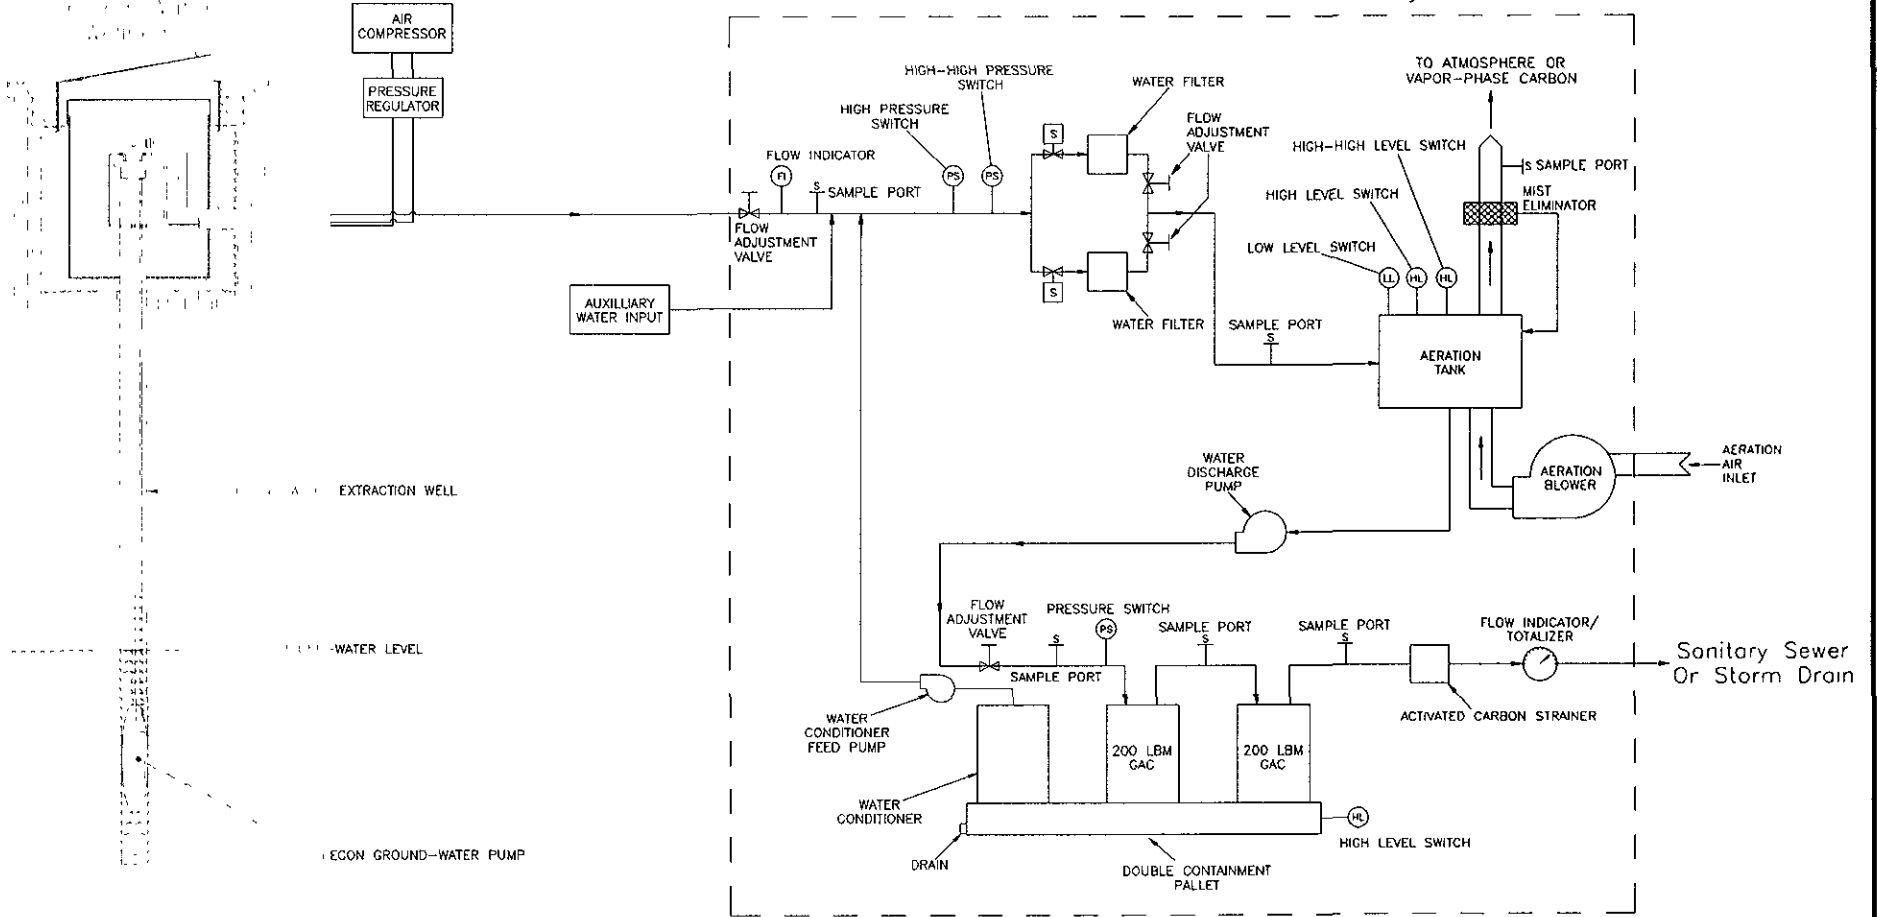 AIR
COMPRESSOR
PRESSURE
REGULATOR
EXTRACTION WELL
-WATER LEVEL
ECON GROUND-WATER PUMP
AUXILLIARY
WATER INPUT
FLOW
ADJUSTMENT
VALVE
FLOW INDICATOR
FI
S
SAMPLE PORT
HIGH PRESSURE
SWITCH
PS
HIGH-HIGH PRESSURE
SWITCH
PS
S
WATER FILTER
FLOW
ADJUSTMENT
VALVE
S
WATER FILTER
SAMPLE PORT
S
TO ATMOSPHERE OR
VAPOR-PHASE CARBON
HIGH-HIGH LEVEL SWITCH
S SAMPLE PORT
HIGH LEVEL SWITCH
MIST
ELIMINATOR
LOW LEVEL SWITCH
LL
HL
HL
AERATION
TANK
AERATION
BLOWER
AERATION
AIR
INLET
WATER
DISCHARGE
PUMP
FLOW
ADJUSTMENT
VALVE
S
SAMPLE PORT
PRESSURE SWITCH
PS
SAMPLE PORT
S
SAMPLE PORT
S
FLOW INDICATOR/
TOTALIZER
Sanitary Sewer
Or Storm Drain
ACTIVATED CARBON STRAINER
WATER
CONDITIONER
FEED PUMP
200 LBM
GAC
200 LBM
GAC
WATER
CONDITIONER
DRAIN
HL
HIGH LEVEL SWITCH
DOUBLE CONTAINMENT
PALLET